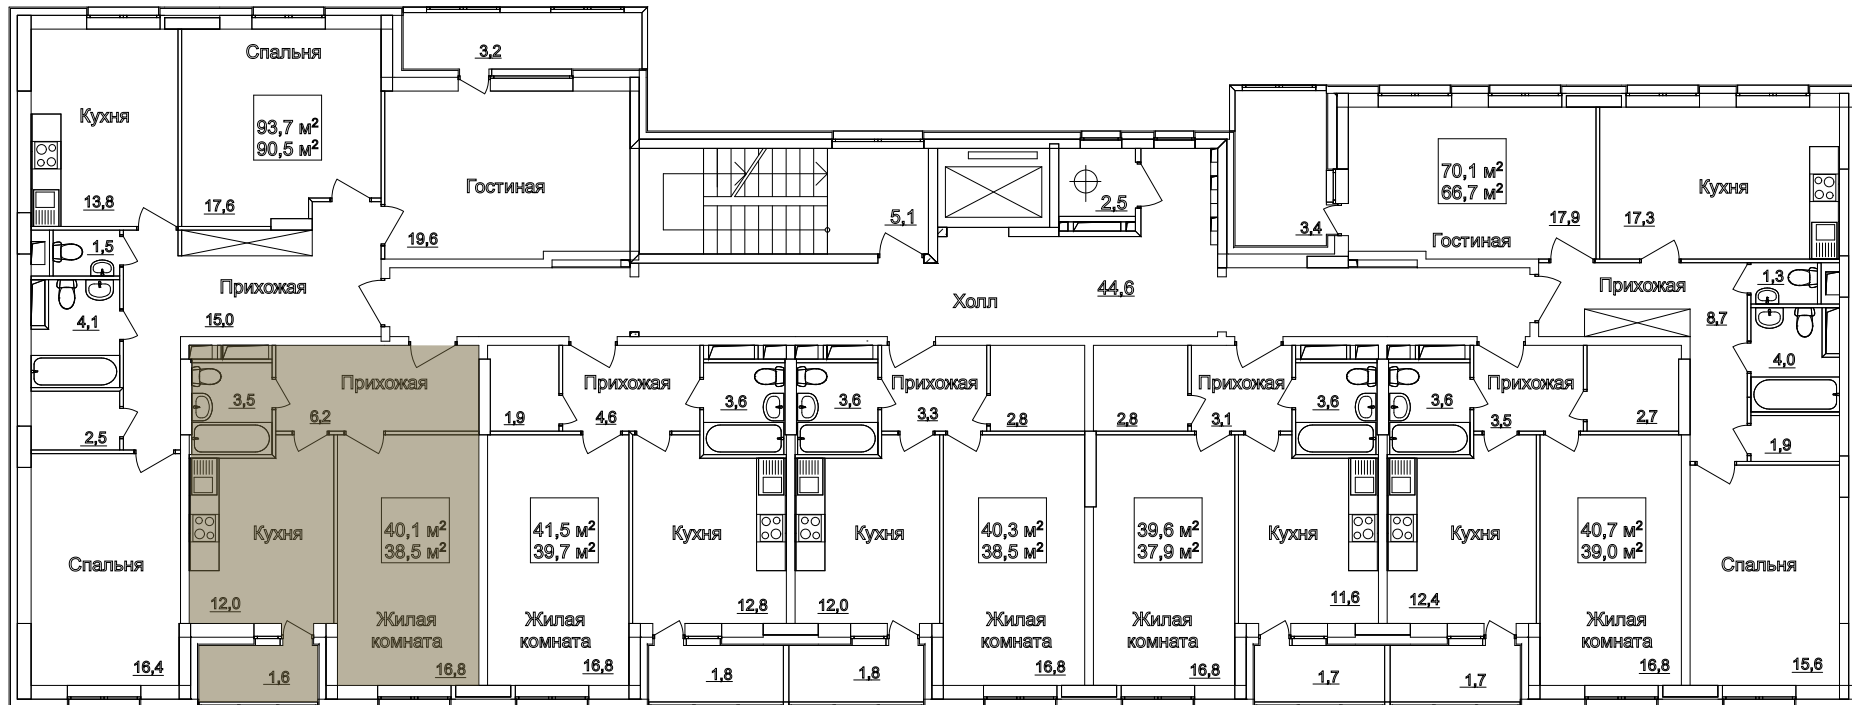 Спальня
3,2
Кухня
93,7 м²
90,5 м²
13,8
17,6
Гостиная
19,6
5,1
2,5
3,4
70,1 м²
66,7 м²
17,9
Гостиная
Кухня
17,3
1,5
4,1
Прихожая
15,0
Холл
44,6
Прихожая
1,3
8,7
4,0
2,5
3,5
Прихожая
6,2
1,9
Прихожая
4,6
3,6
3,6
Прихожая
3,3
2,8
2,8
Прихожая
3,1
3,6
3,6
Прихожая
3,5
2,7
1,9
Спальня
16,4
Кухня
12,0
1,6
40,1 м²
38,5 м²
Жилая
комната
16,8
41,5 м²
39,7 м²
Жилая
комната
16,8
Кухня
12,8
1,8
Кухня
12,0
1,8
40,3 м²
38,5 м²
Жилая
комната
16,8
39,6 м²
37,9 м²
Жилая
комната
16,8
Кухня
11,6
1,7
Кухня
12,4
1,7
40,7 м²
39,0 м²
Жилая
комната
16,8
Спальня
15,6